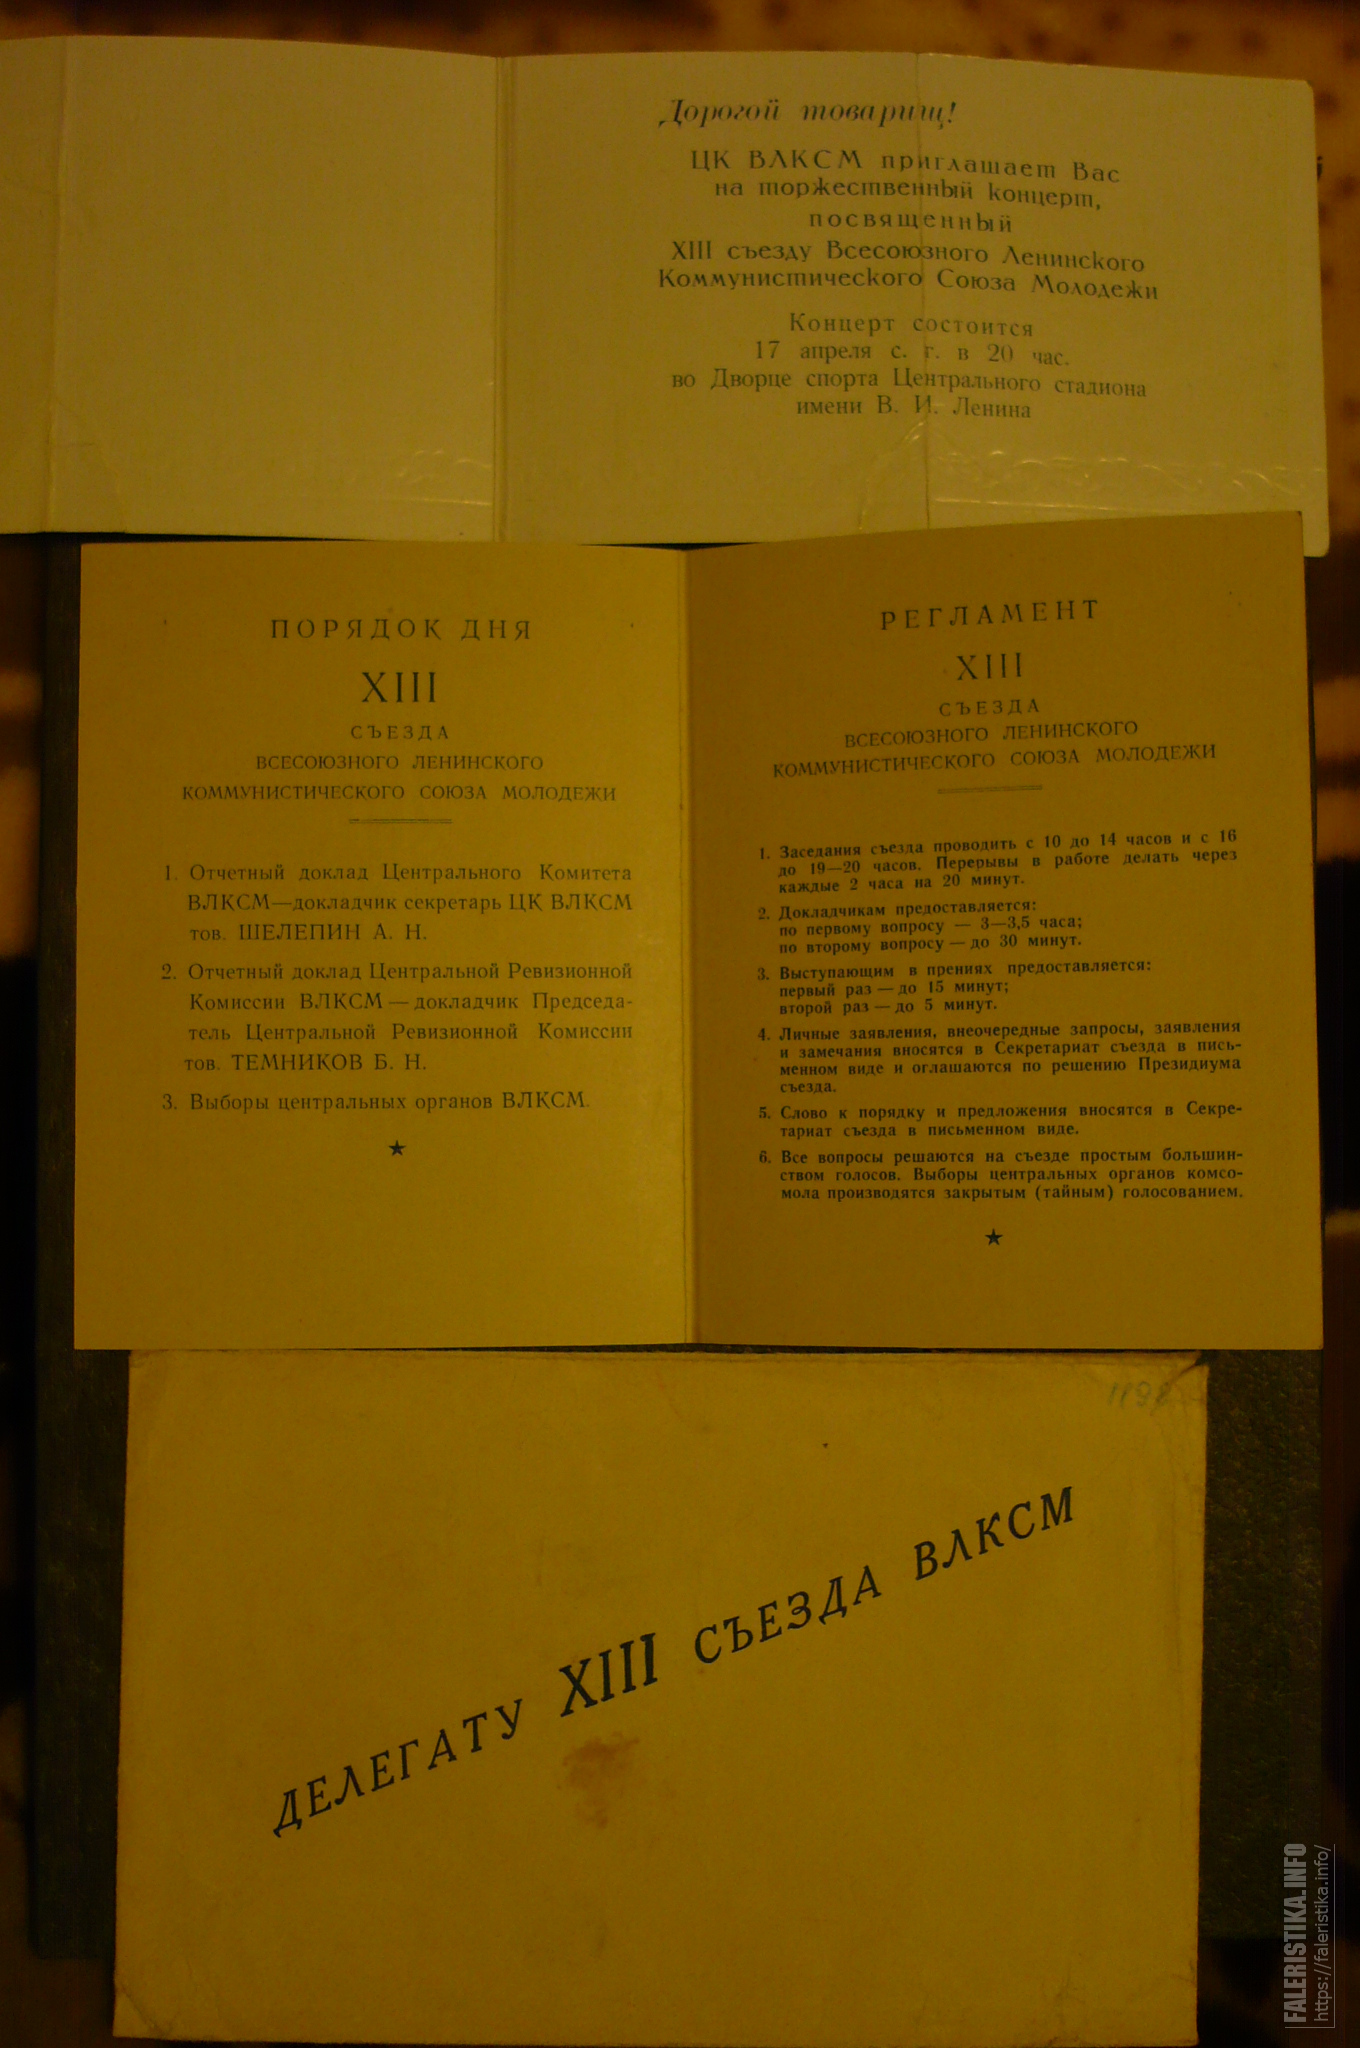 Дорогой товарищ!
ЦК ВЛКСМ приглашает Вас
на торжественный концерт,
посвященный
XIII съезду Всесоюзного Ленинского
Коммунистического Союза Молодежи
Концерт состоится
17 апреля с. г. в 20 час.
во Дворце спорта Центрального стадиона
имени В. И. Ленина
ПОРЯДОК ДНЯ
XIII
СЪЕЗДА
ВСЕСОЮЗНОГО ЛЕНИНСКОГО
КОММУНИСТИЧЕСКОГО СОЮЗА МОЛОДЕЖИ
1. Отчетный доклад Центрального Комитета
ВЛКСМ—докладчик секретарь ЦК ВЛКСМ
тов. ШЕЛЕПИН А. Н.
2. Отчетный доклад Центральной Ревизионной
Комиссии ВЛКСМ — докладчик Председа-
тель Центральной Ревизионной Комиссии
тов. ТЕМНИКОВ Б. Н.
3. Выборы центральных органов ВЛКСМ.
★
РЕГЛАМЕНТ
XIII
СЪЕЗДА
ВСЕСОЮЗНОГО ЛЕНИНСКОГО
КОММУНИСТИЧЕСКОГО СОЮЗА МОЛОДЕЖИ
1. Заседания съезда проводить с 10 до 14 часов и с 16
до 19—20 часов. Перерывы в работе делать через
каждые 2 часа на 20 минут.
2. Докладчикам предоставляется:
по первому вопросу — 3—3,5 часа;
по второму вопросу — до 30 минут.
3. Выступающим в прениях предоставляется:
первый раз — до 15 минут;
второй раз — до 5 минут.
4. Личные заявления, внеочередные запросы, заявления
и замечания вносятся в Секретариат съезда в пись-
менном виде и оглашаются по решению Президиума
съезда.
5. Слово к порядку и предложения вносятся в Секре-
тариат съезда в письменном виде.
6. Все вопросы решаются на съезде простым большин-
ством голосов. Выборы центральных органов комсо-
мола производятся закрытым (тайным) голосованием.
★
ДЕЛЕГАТУ XIII СЪЕЗДА ВЛКСМ
FALERISTIKA.INFO
https://faleristika.info/